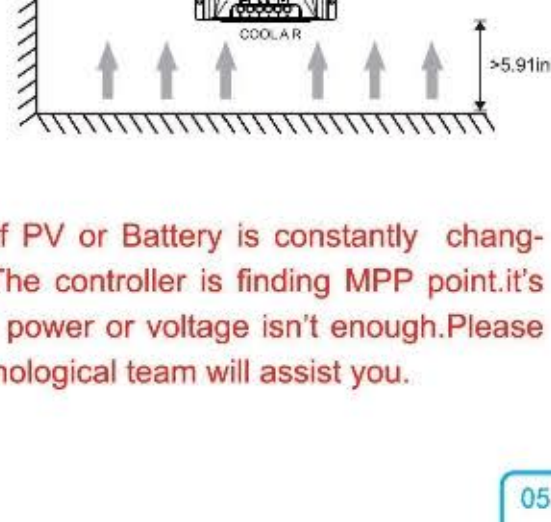 COOL A R
>5.91in
f PV or Battery is constantly chang-
The controller is finding MPP point.it's
power or voltage isn't enough.Please
nological team will assist you.
05